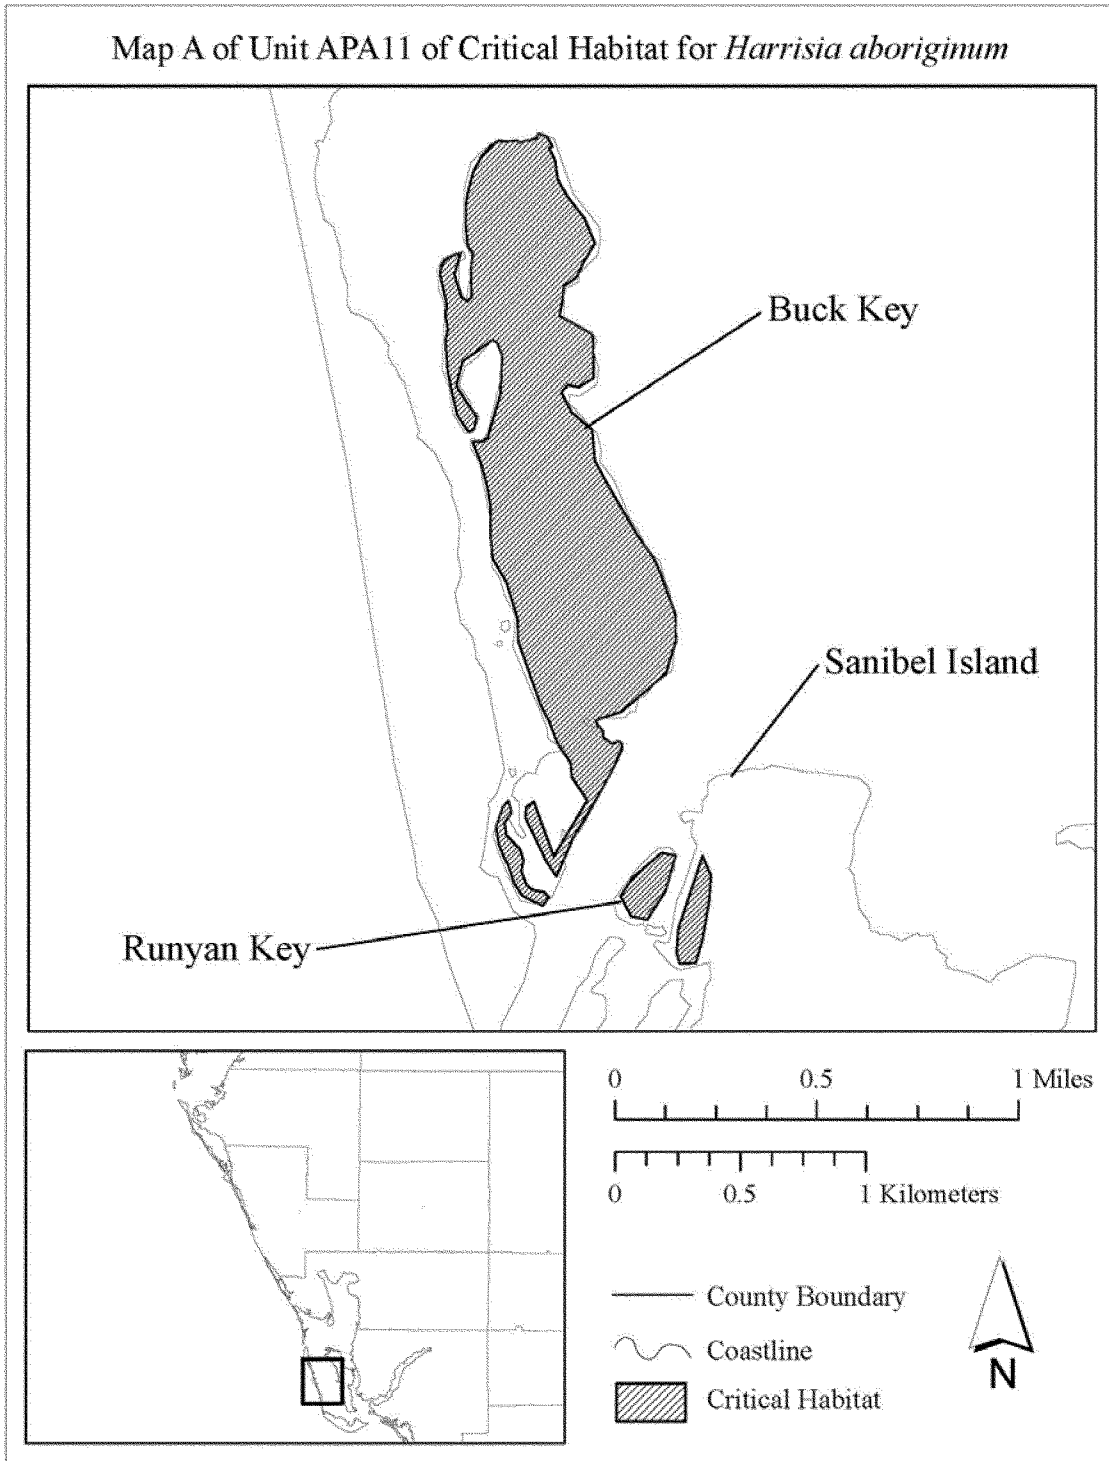 Map A of Unit APA11 of Critical Habitat for Harrisia aboriginum
Buck Key
Sanibel Island
Runyan Key
0 0.5 1 Miles
0 0.5 1 Kilometers
County Boundary
Coastline
Critical Habitat
N